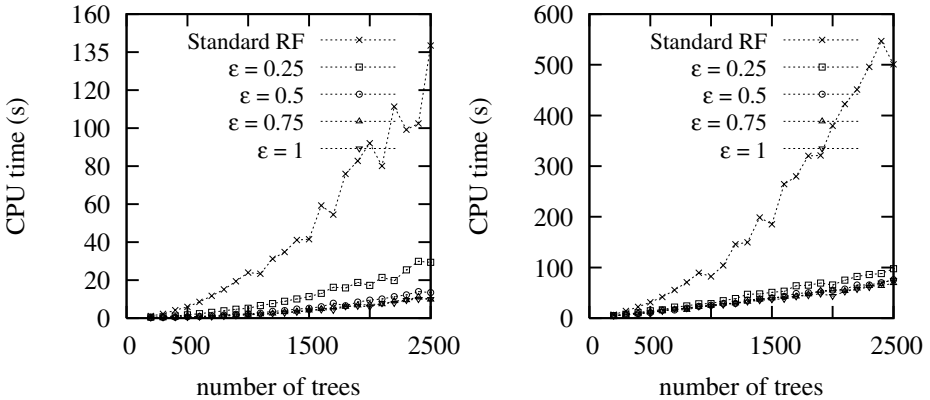 160
135
120
100
80
60
40
20
0
CPU time (s)
Standard RF
ε = 0.25
ε = 0.5
ε = 0.75
ε = 1
0 500 1500 2500
number of trees
600
500
400
300
200
100
0
CPU time (s)
Standard RF
ε = 0.25
ε = 0.5
ε = 0.75
ε = 1
0 500 1500 2500
number of trees